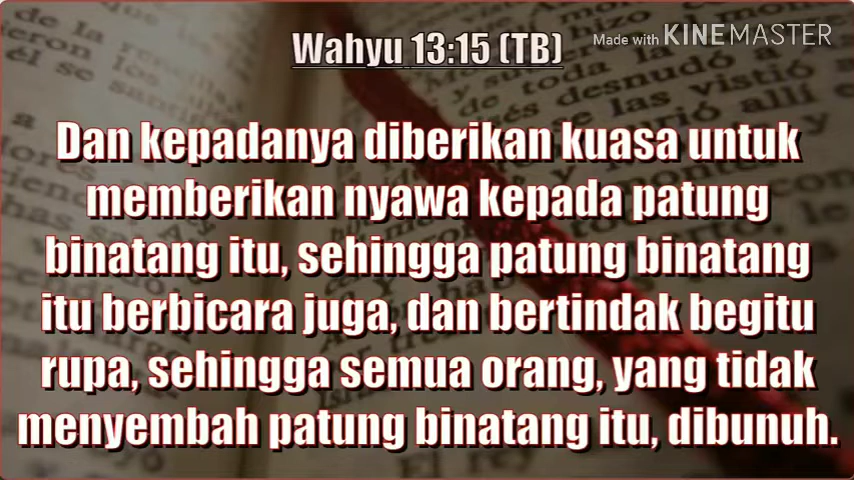 Wahyu 13:15 (TB)
Made with KINEMASTER
Dan kepadanya diberikan kuasa untuk
memberikan nyawa kepada patung
binatang itu, sehingga patung binatang
itu berbicara juga, dan bertindak begitu
rupa, sehingga semua orang, yang tidak
menyembah patung binatang itu, dibunuh.